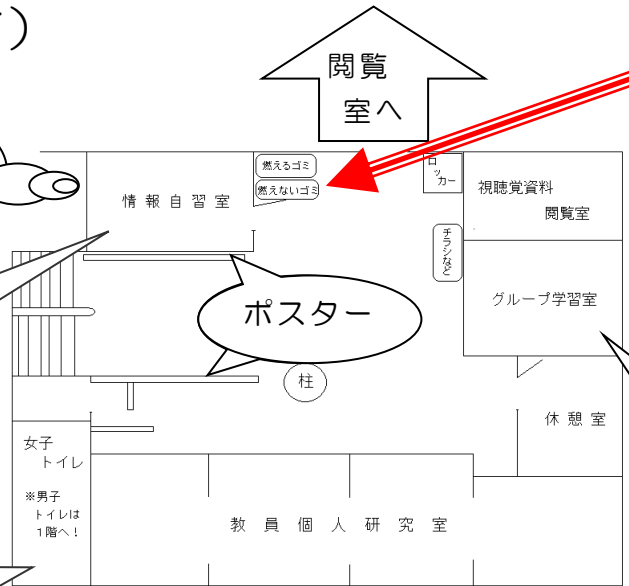 閲覧
室へ
燃えるゴミ
燃えないゴミ
ロッカー
情報自習室
視聴覚資料
閲覧室
チラシなど
グループ学習室
ポスター
柱
休憩室
女子
トイレ
※男子
トイレは
1階へ!
教員個人研究室